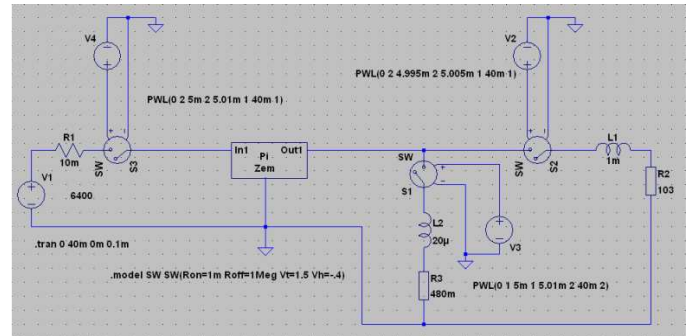 V4
V2
PWL(0 2 5m 2 5.01m 1 40m 1)
PWL(0 2 4.995m 2 5.005m 1 40m 1)
R1
10m
SW
S3
In1 Out1
Pi
Zem
SW
S1
SW
S2
L1
1m
R2
103
V1
6400
L2
20µ
V3
.tran 0 40m 0m 0.1m
.model SW SW(Ron=1m Roff=1Meg Vt=1.5 Vh=-.4)
R3
480m
PWL(0 1 5m 1 5.01m 2 40m 2)